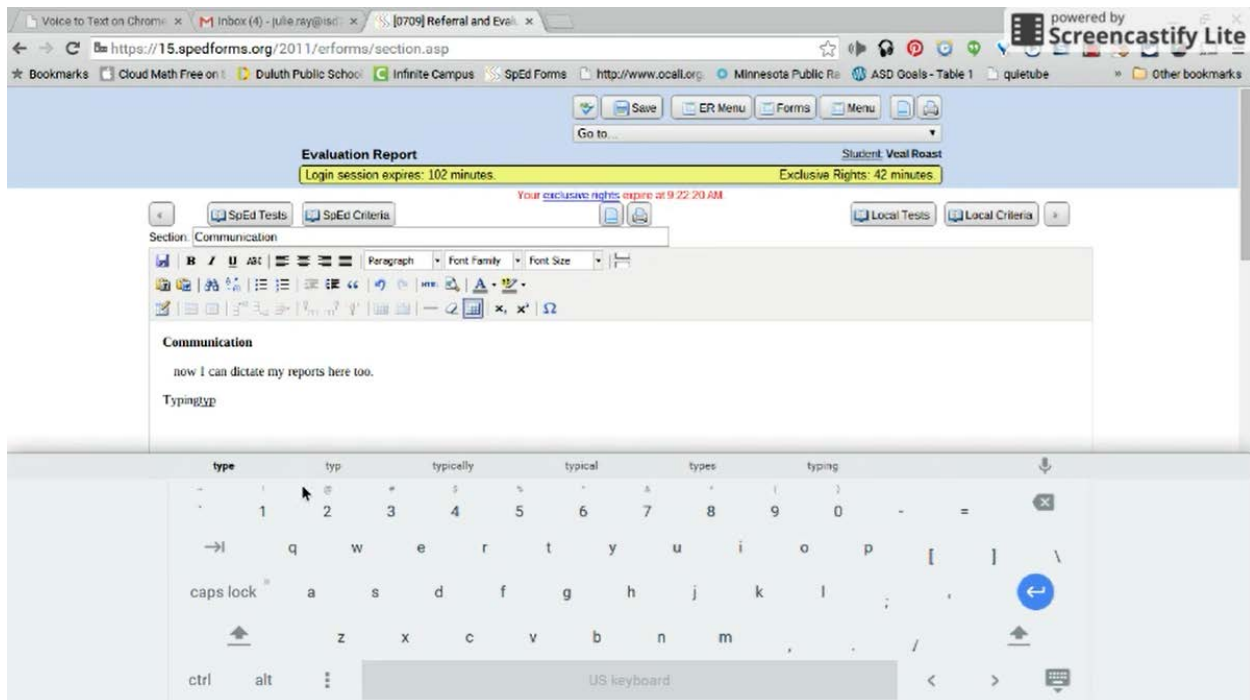 Voice to Text on Chrome Inbox (4) - julie.ray@isd [0709] Referral and Eval
powered by
Screencastify Lite
https://15.spedforms.org/2011/erforms/section.asp
Bookmarks Cloud Math Free on t Duluth Public School Infinite Campus SpEd Forms http://www.ocali.org. Minnesota Public Ra ASD Goals - Table 1 quietube » Other bookmarks
Save ER Menu Forms Menu
Go to...
Evaluation Report Student: Veal Roast
Login session expires: 102 minutes. Exclusive Rights: 42 minutes.
Your exclusive rights expire at 9:22:20 AM.
« SpEd Tests SpEd Criteria Local Tests Local Criteria »
Section: Communication
B I U ABC Paragraph Font Family Font Size
HTML A
x, x² Ω
Communication
now I can dictate my reports here too.
Typingtyp
type typ typically typical types typing
~ ! @ # $ % ^ & * ( )
` 1 2 3 4 5 6 7 8 9 0 - =
q w e r t y u i o p [ ] \
caps lock a s d f g h j k l ; '
z x c v b n m , . /
ctrl alt US keyboard < >